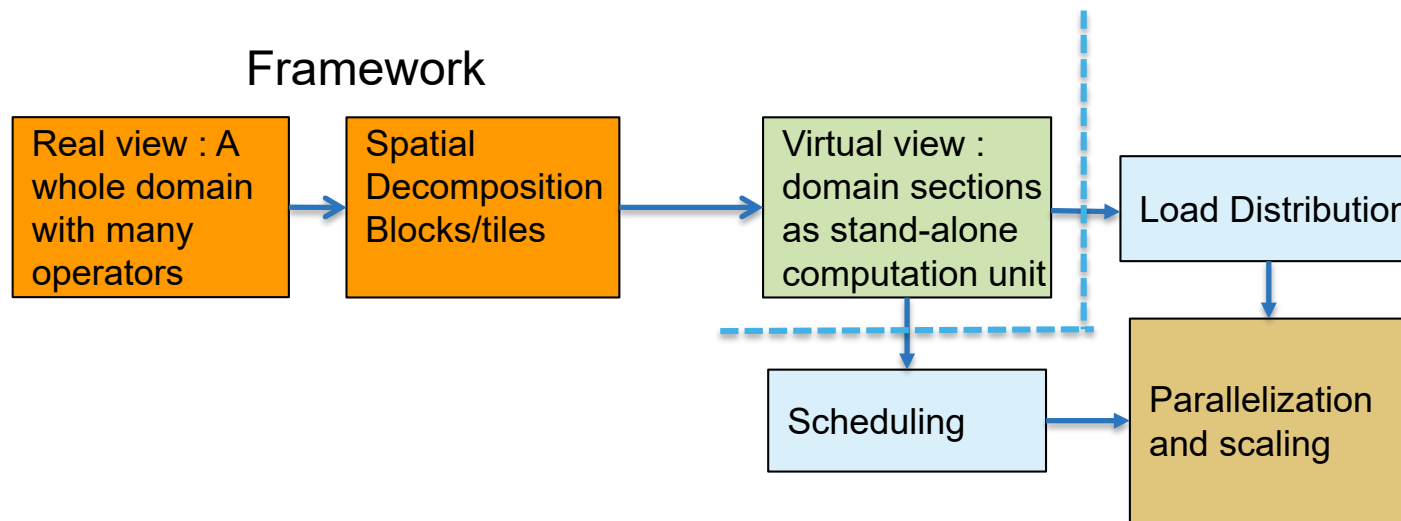 Framework
Real view : A
whole domain
with many
operators
Spatial
Decomposition
Blocks/tiles
Virtual view :
domain sections
as stand-alone
computation unit
Load Distribution
Scheduling
Parallelization
and scaling